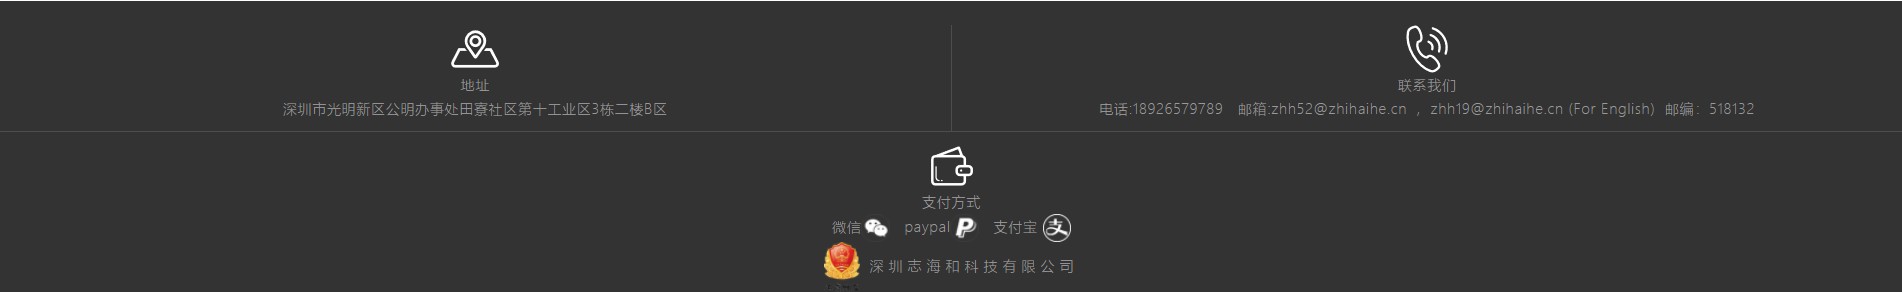 地址
深圳市光明新区公明办事处田寮社区第十工业区3栋二楼B区
联系我们
电话:18926579789 邮箱:zhh52@zhihaihe.cn , zhh19@zhihaihe.cn (For English) 邮编: 518132
支付方式
微信 paypal 支付宝
深圳志海和科技有限公司